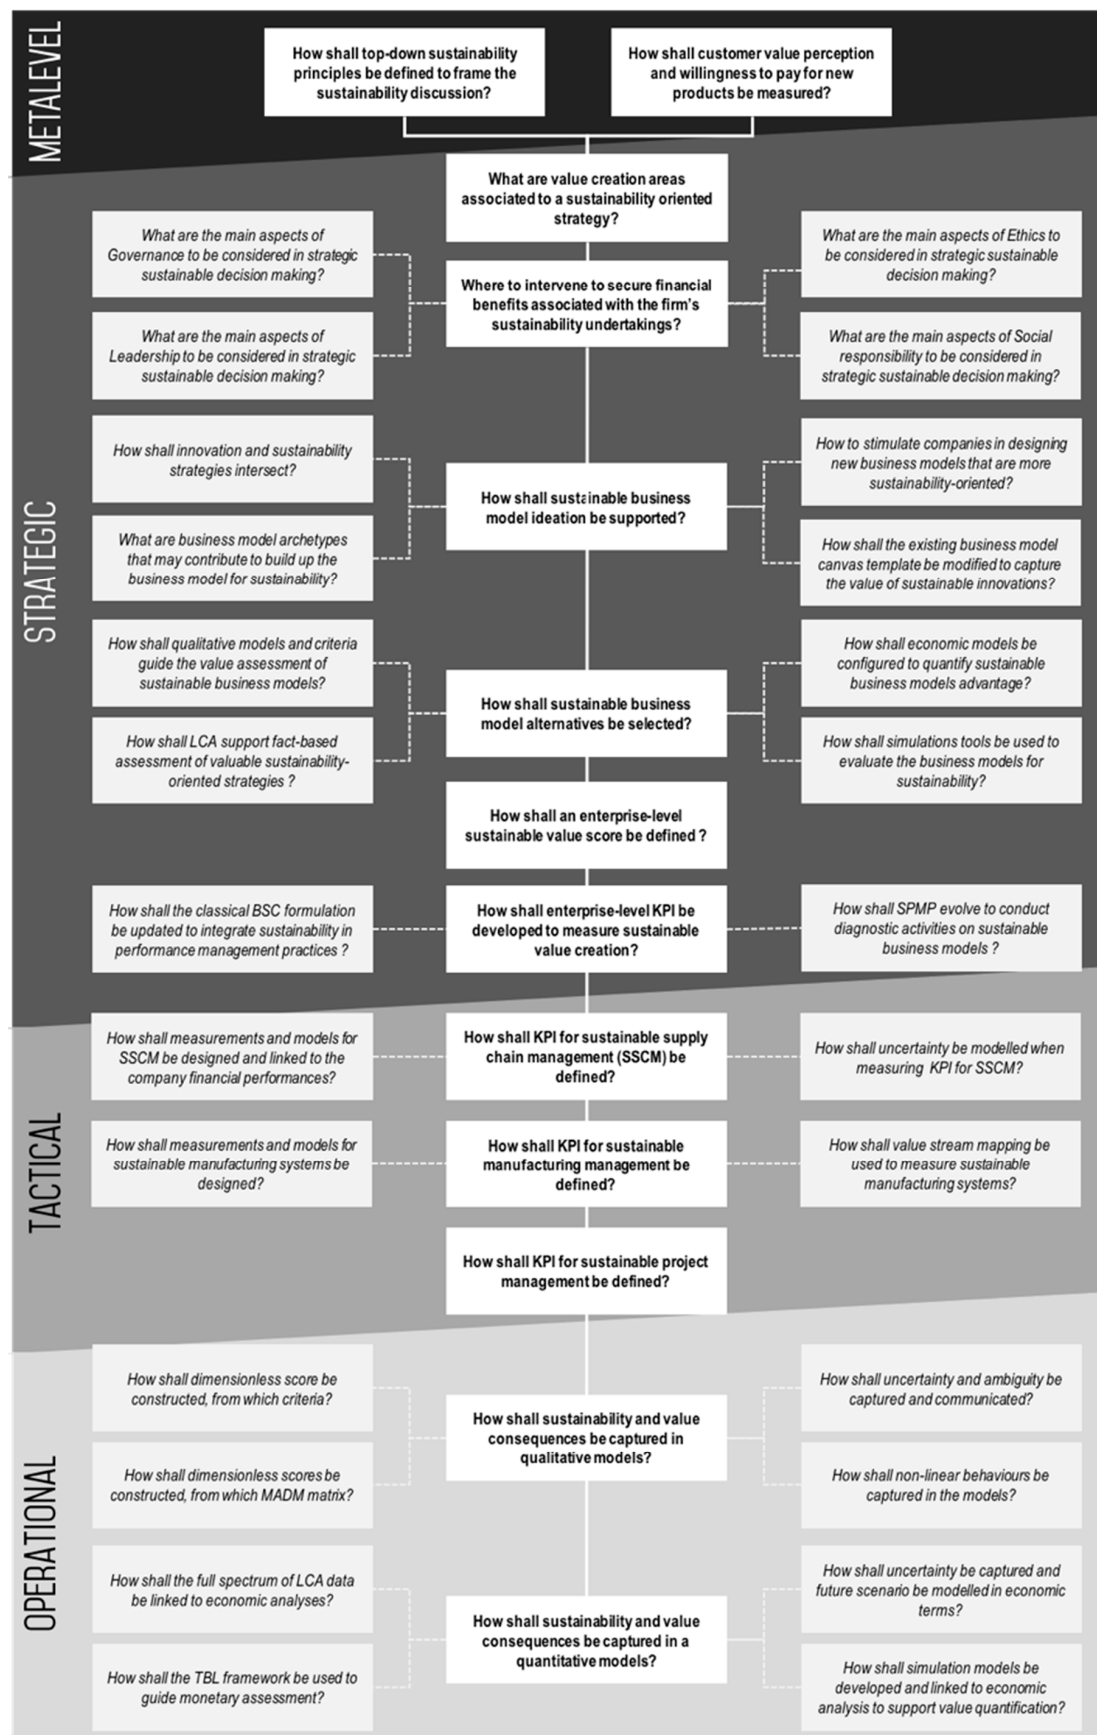 METALEVEL
How shall top-down sustainability
principles be defined to frame the
sustainability discussion?
How shall customer value perception
and willingness to pay for new
products be measured?
STRATEGIC
What are value creation areas
associated to a sustainability oriented
strategy?
What are the main aspects of
Governance to be considered in strategic
sustainable decision making?
What are the main aspects of
Leadership to be considered in strategic
sustainable decision making?
Where to intervene to secure financial
benefits associated with the firm's
sustainability undertakings?
What are the main aspects of Ethics to
be considered in strategic sustainable
decision making?
What are the main aspects of Social
responsibility to be considered in
strategic sustainable decision making?
How shall innovation and sustainability
strategies intersect?
What are business model archetypes
that may contribute to build up the
business model for sustainability?
How shall sustainable business
model ideation be supported?
How to stimulate companies in designing
new business models that are more
sustainability-oriented?
How shall the existing business model
canvas template be modified to capture
the value of sustainable innovations?
How shall qualitative models and criteria
guide the value assessment of
sustainable business models?
How shall LCA support fact-based
assessment of valuable sustainability-
oriented strategies ?
How shall sustainable business
model alternatives be selected?
How shall economic models be
configured to quantify sustainable
business models advantage?
How shall simulations tools be used to
evaluate the business models for
sustainability?
How shall an enterprise-level
sustainable value score be defined ?
How shall the classical BSC formulation
be updated to integrate sustainability in
performance management practices ?
How shall enterprise-level KPI be
developed to measure sustainable
value creation?
How shall SPMP evolve to conduct
diagnostic activities on sustainable
business models ?
TACTICAL
How shall measurements and models for
SSCM be designed and linked to the
company financial performances?
How shall KPI for sustainable supply
chain management (SSCM) be
defined?
How shall uncertainty be modelled when
measuring KPI for SSCM?
How shall measurements and models for
sustainable manufacturing systems be
designed?
How shall KPI for sustainable
manufacturing management be
defined?
How shall value stream mapping be
used to measure sustainable
manufacturing systems?
How shall KPI for sustainable project
management be defined?
OPERATIONAL
How shall dimensionless score be
constructed, from which criteria?
How shall dimensionless scores be
constructed, from which MADM matrix?
How shall sustainability and value
consequences be captured in
qualitative models?
How shall uncertainty and ambiguity be
captured and communicated?
How shall non-linear behaviours be
captured in the models?
How shall the full spectrum of LCA data
be linked to economic analyses?
How shall the TBL framework be used to
guide monetary assessment?
How shall sustainability and value
consequences be captured in a
quantitative models?
How shall uncertainty be captured and
future scenario be modelled in economic
terms?
How shall simulation models be
developed and linked to economic
analysis to support value quantification?